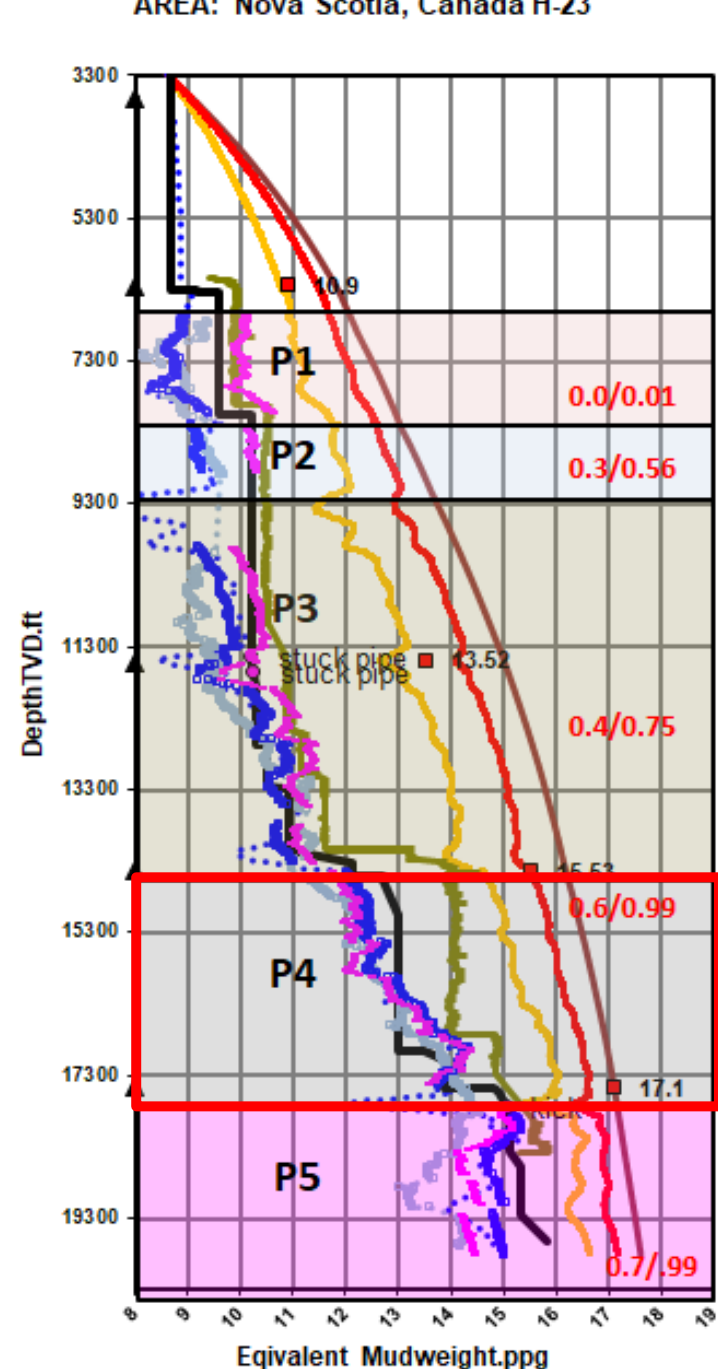 AREA: Nova Scotia, Canada H-23
3300
5300
10.9
P1
7300
0.0/0.01
P2
0.3/0.56
9300
P3
DepthTVD.ft
11300
stuck pipe
13.52
stuck pipe
0.4/0.75
13300
15.53
0.6/0.99
15300
P4
17300
17.1
kick
P5
19300
0.7/.99
8 9 10 11 12 13 14 15 16 17 18 19
Eqivalent Mudweight.ppg